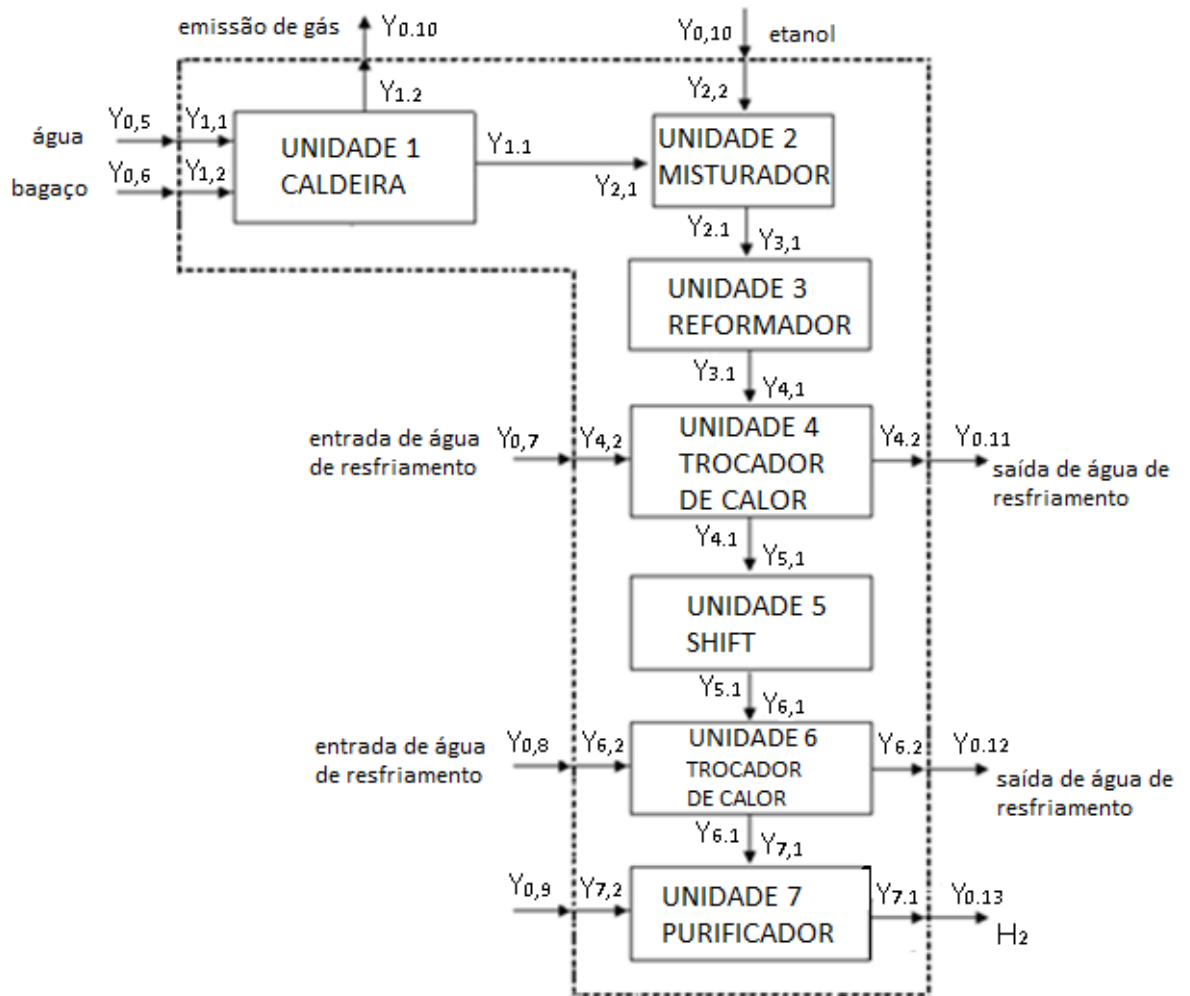 emissão de gás
Y0.10
Y0,10
etanol
Y1.2
Y2,2
água
Y0,5
Y1,1
bagaço
Y0,6
Y1,2
UNIDADE 1
CALDEIRA
Y1.1
Y2,1
UNIDADE 2
MISTURADOR
Y2.1
Y3,1
UNIDADE 3
REFORMADOR
Y3.1
Y4,1
entrada de água
de resfriamento
Y0,7
Y4,2
UNIDADE 4
TROCADOR
DE CALOR
Y4.2
Y0.11
saída de água de
resfriamento
Y4.1
Y5,1
UNIDADE 5
SHIFT
Y5.1
Y6,1
entrada de água
de resfriamento
Y0,8
Y6,2
UNIDADE 6
TROCADOR
DE CALOR
Y6.2
Y0.12
saída de água de
resfriamento
Y6.1
Y7,1
Y0,9
Y7,2
UNIDADE 7
PURIFICADOR
Y7.1
Y0.13
H2